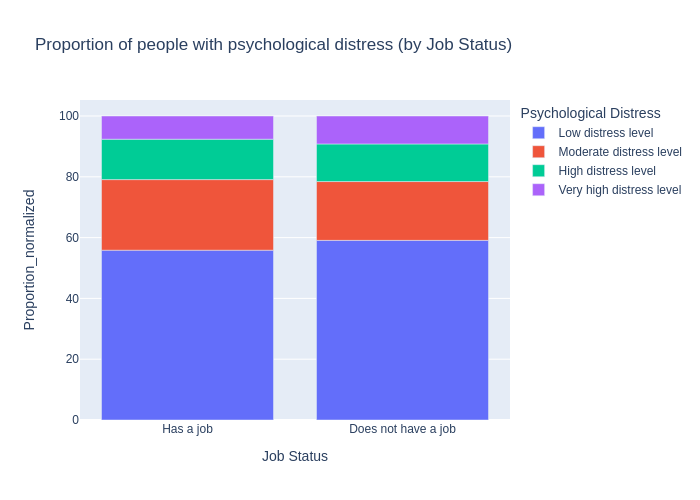 Proportion of people with psychological distress (by Job Status)
Psychological Distress
Low distress level
Moderate distress level
High distress level
Very high distress level
Proportion_normalized
100
80
60
40
20
0
Has a job
Does not have a job
Job Status